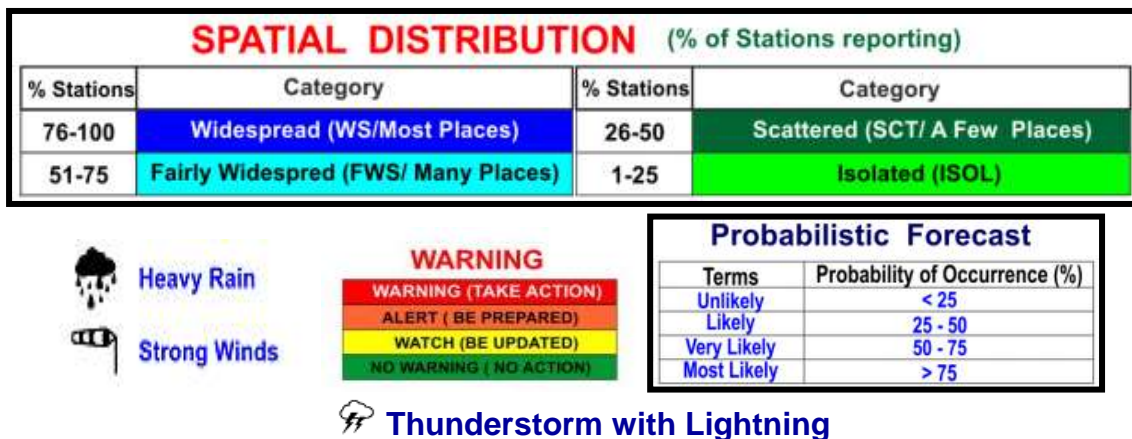 SPATIAL DISTRIBUTION (% of Stations reporting)
% Stations Category % Stations Category
76-100 Widespread (WS/Most Places) 26-50 Scattered (SCT/ A Few Places)
51-75 Fairly Widespred (FWS/ Many Places) 1-25 Isolated (ISOL)
Heavy Rain
Strong Winds
WARNING
WARNING (TAKE ACTION)
ALERT ( BE PREPARED)
WATCH (BE UPDATED)
NO WARNING ( NO ACTION)
Probabilistic Forecast
Terms Probability of Occurrence (%)
Unlikely < 25
Likely 25 - 50
Very Likely 50 - 75
Most Likely > 75
Thunderstorm with Lightning